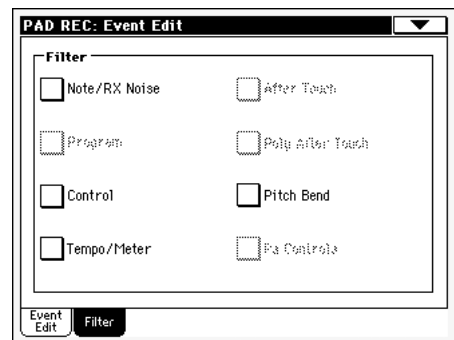 PAD REC: Event Edit
Filter
Note/RX Noise
After Touch
Program
Poly After Touch
Control
Pitch Bend
Tempo/Meter
Pa Controls
Event
Edit
Filter